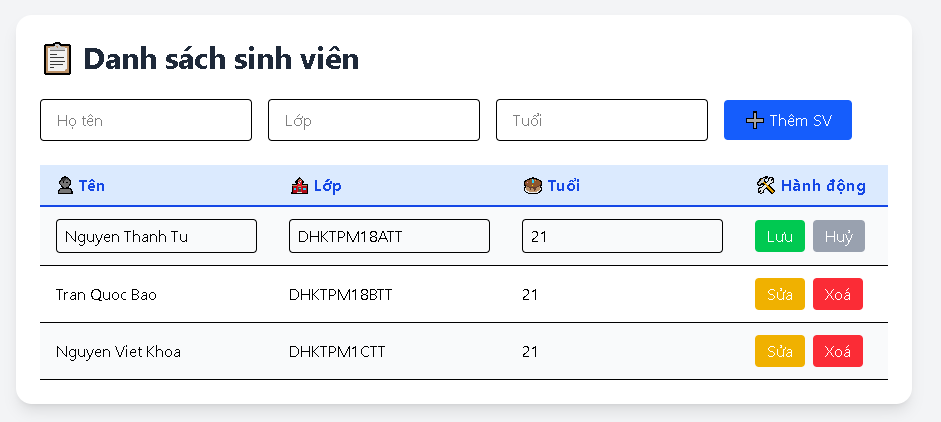 Danh sách sinh viên
Họ tên Lớp Tuổi Thêm SV
Tên Lớp Tuổi Hành động
Nguyen Thanh Tu DHKTPM18ATT 21 Lưu Huỷ
Tran Quoc Bao DHKTPM18BTT 21 Sửa Xoá
Nguyen Viet Khoa DHKTPM1CTT 21 Sửa Xoá